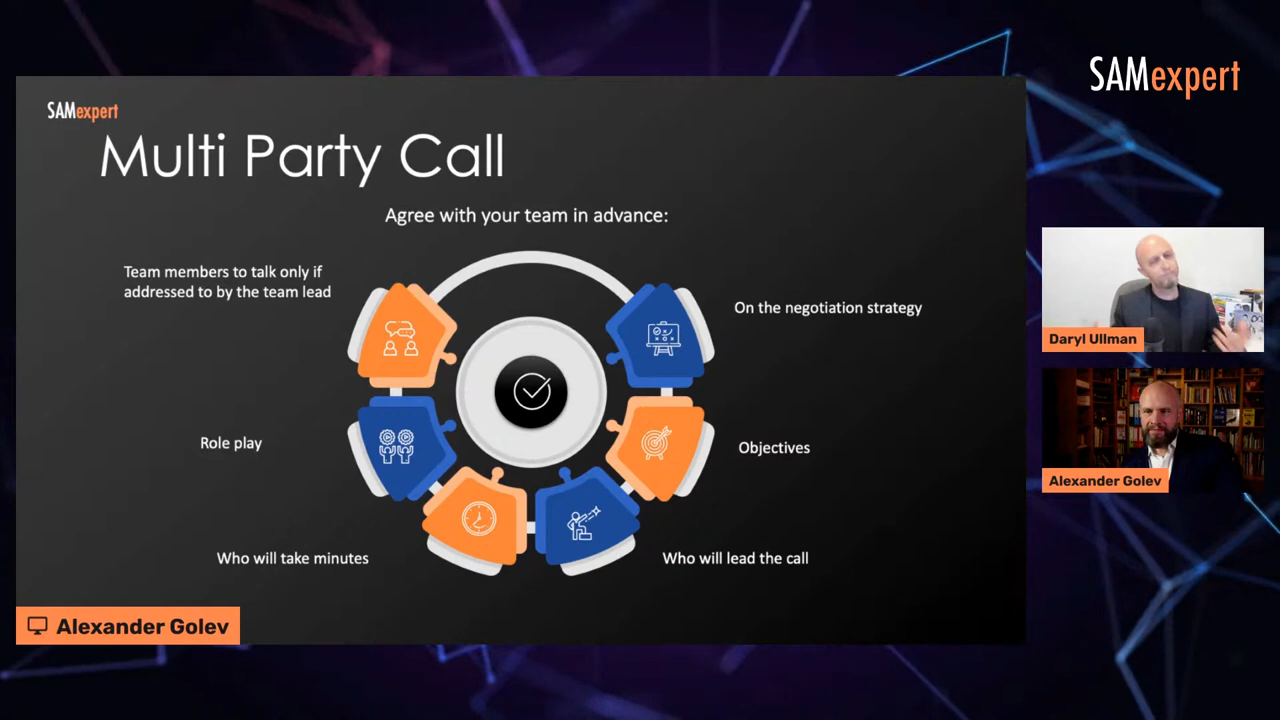 SAMexpert
SAMexpert
Multi Party Call
Agree with your team in advance:
Team members to talk only if
addressed to by the team lead
On the negotiation strategy
Role play
Objectives
Who will take minutes
Who will lead the call
Daryl Ullman
Alexander Golev
Alexander Golev